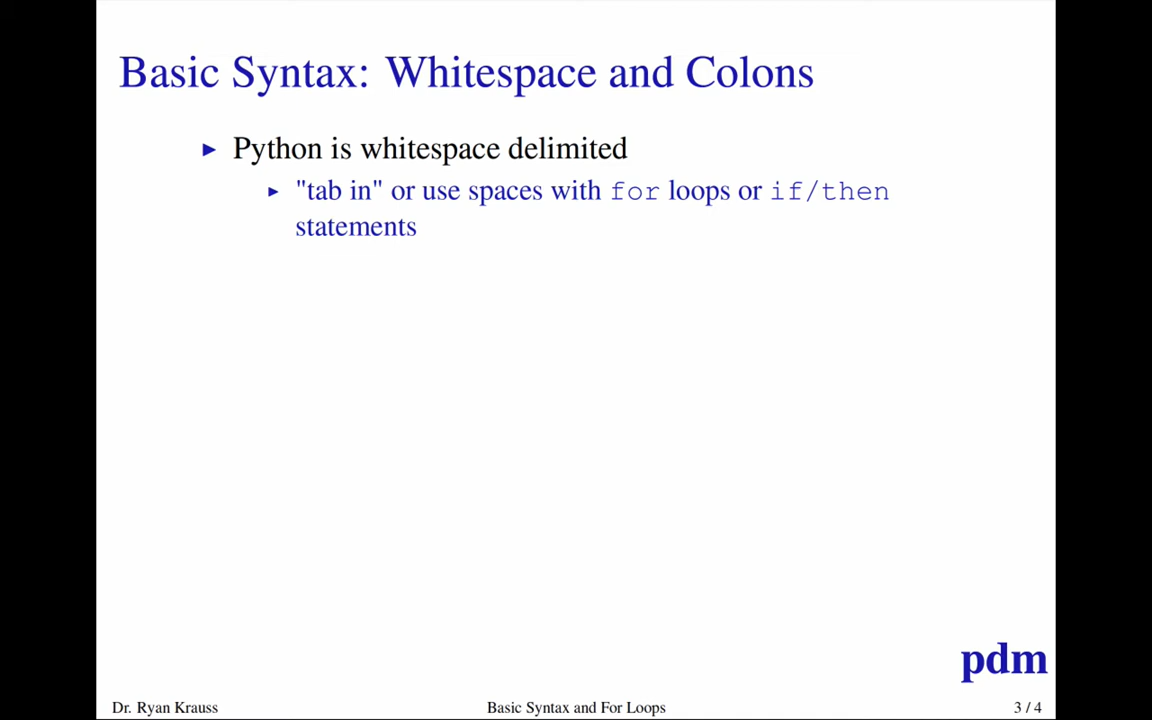 Basic Syntax: Whitespace and Colons
Python is whitespace delimited
"tab in" or use spaces with for loops or if/then
statements
pdm
Dr. Ryan Krauss
Basic Syntax and For Loops
3 / 4